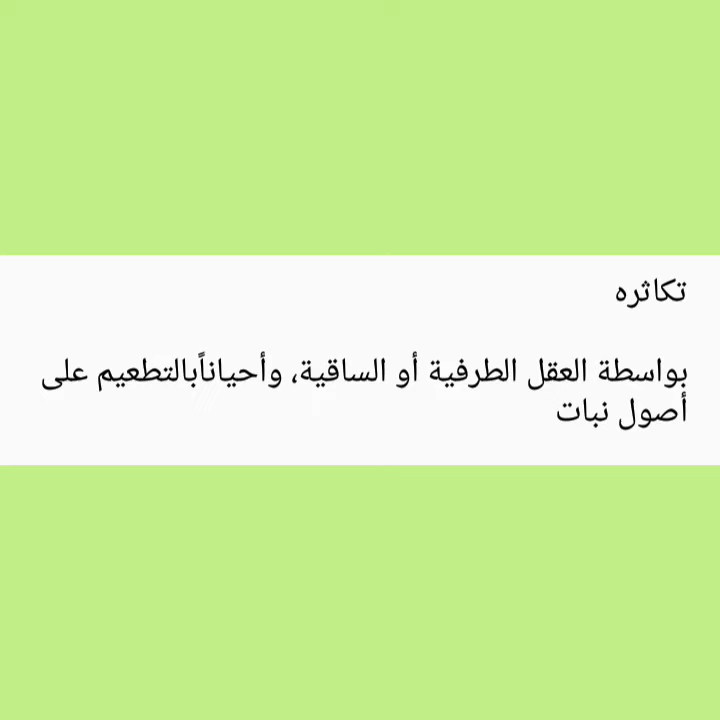 تكاثره
بواسطة العقل الطرفية أو الساقية، وأحياناًبالتطعيم على
أصول نبات